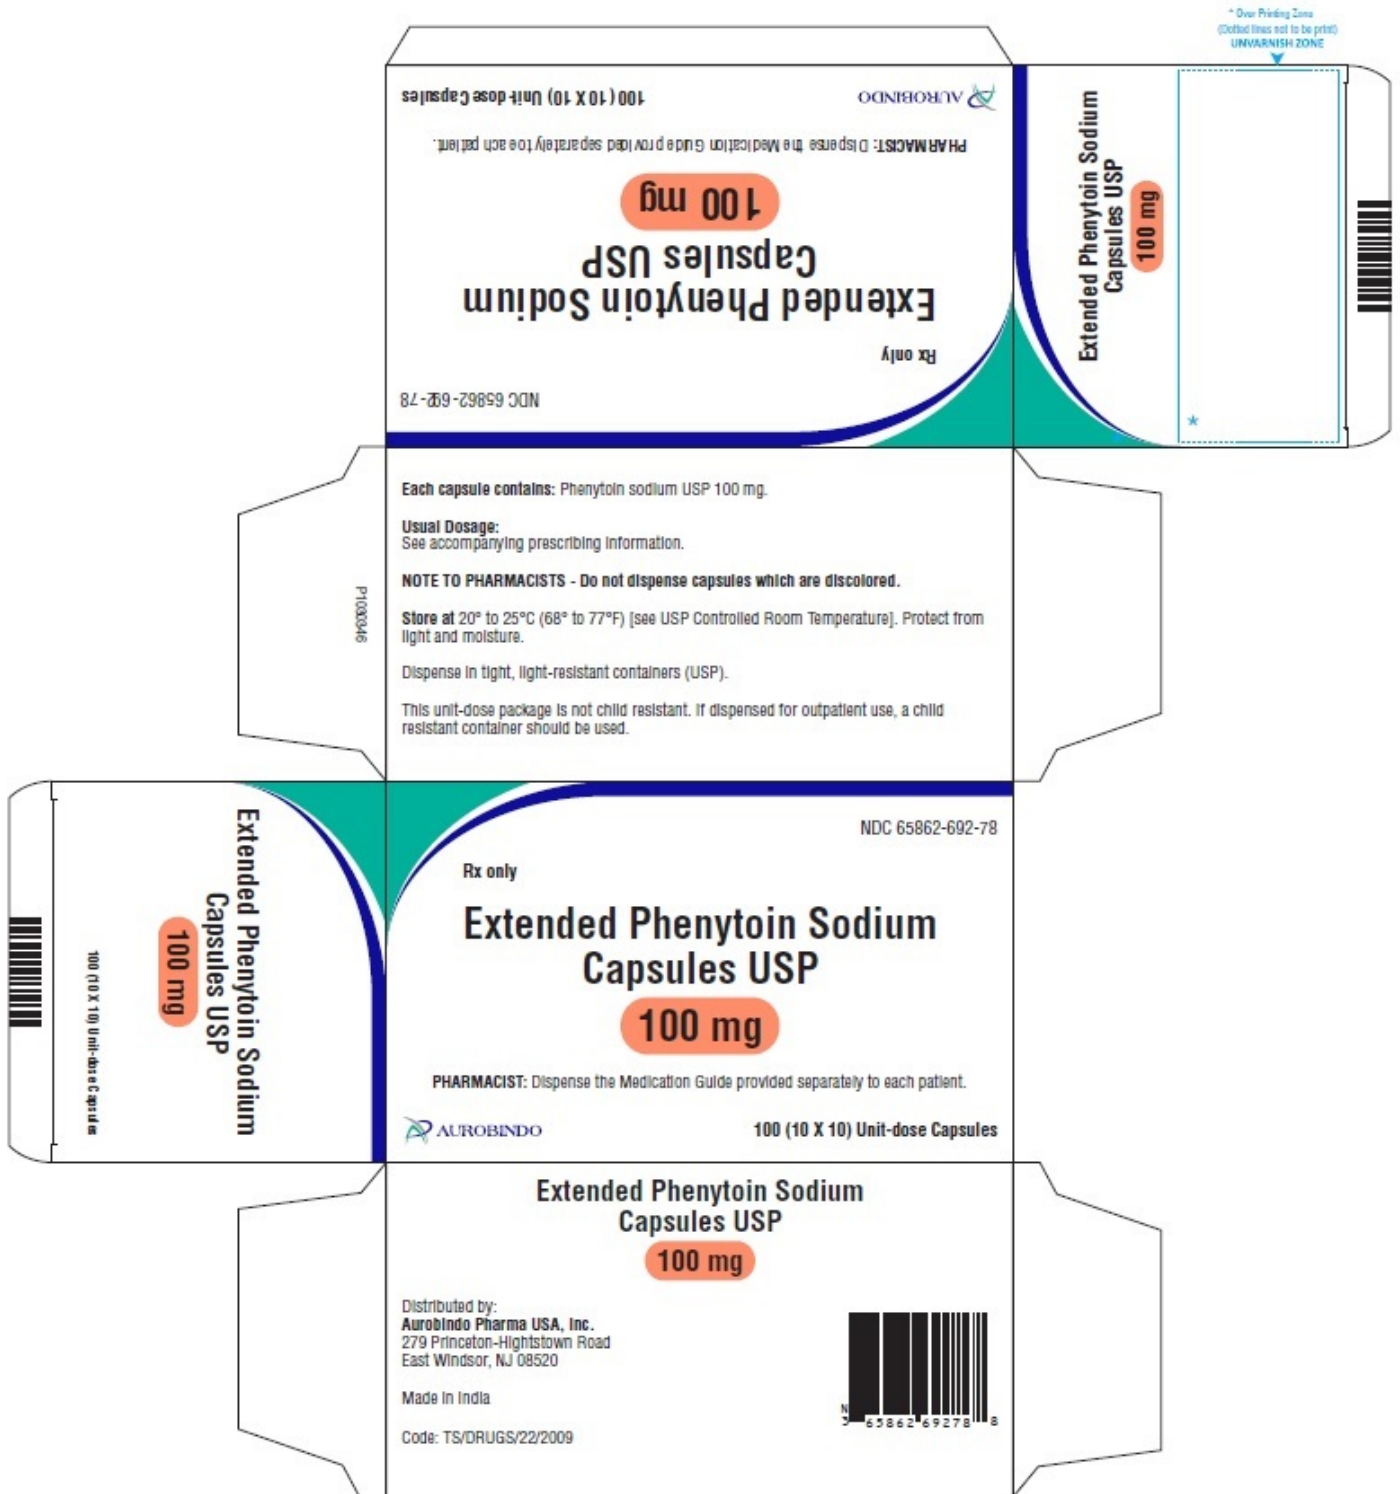 * Over Printing Zone
(Dotted lines not to be print)
UNVARNISH ZONE
100 (10 X 10) Unit-dose Capsules
AUROBINDO
PHARMACIST: Dispense the Medication Guide provided separately to each patient.
100 mg
Extended Phenytoin Sodium
Capsules USP
Rx only
NDC 65862-692-78
Extended Phenytoin Sodium
Capsules USP
100 mg
*
Each capsule contains: Phenytoin sodium USP 100 mg.
Usual Dosage:
See accompanying prescribing information.
NOTE TO PHARMACISTS - Do not dispense capsules which are discolored.
Store at 20° to 25°C (68° to 77°F) [see USP Controlled Room Temperature]. Protect from
light and moisture.
Dispense in tight, light-resistant containers (USP).
This unit-dose package is not child resistant. If dispensed for outpatient use, a child
resistant container should be used.
P1030346
Extended Phenytoin Sodium
Capsules USP
100 mg
100 (10 X 10) Unit-dose Capsules
NDC 65862-692-78
Rx only
Extended Phenytoin Sodium
Capsules USP
100 mg
PHARMACIST: Dispense the Medication Guide provided separately to each patient.
AUROBINDO
100 (10 X 10) Unit-dose Capsules
Extended Phenytoin Sodium
Capsules USP
100 mg
Distributed by:
Aurobindo Pharma USA, Inc.
279 Princeton-Hightstown Road
East Windsor, NJ 08520
Made in India
Code: TS/DRUGS/22/2009
N
3 65862 69278 8